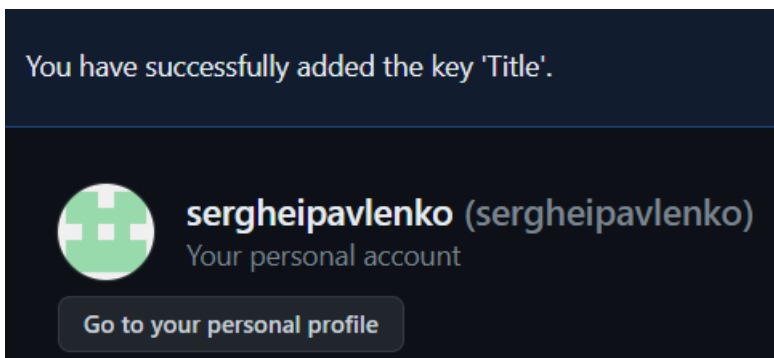 You have successfully added the key 'Title'.
sergheipavlenko (sergheipavlenko)
Your personal account
Go to your personal profile